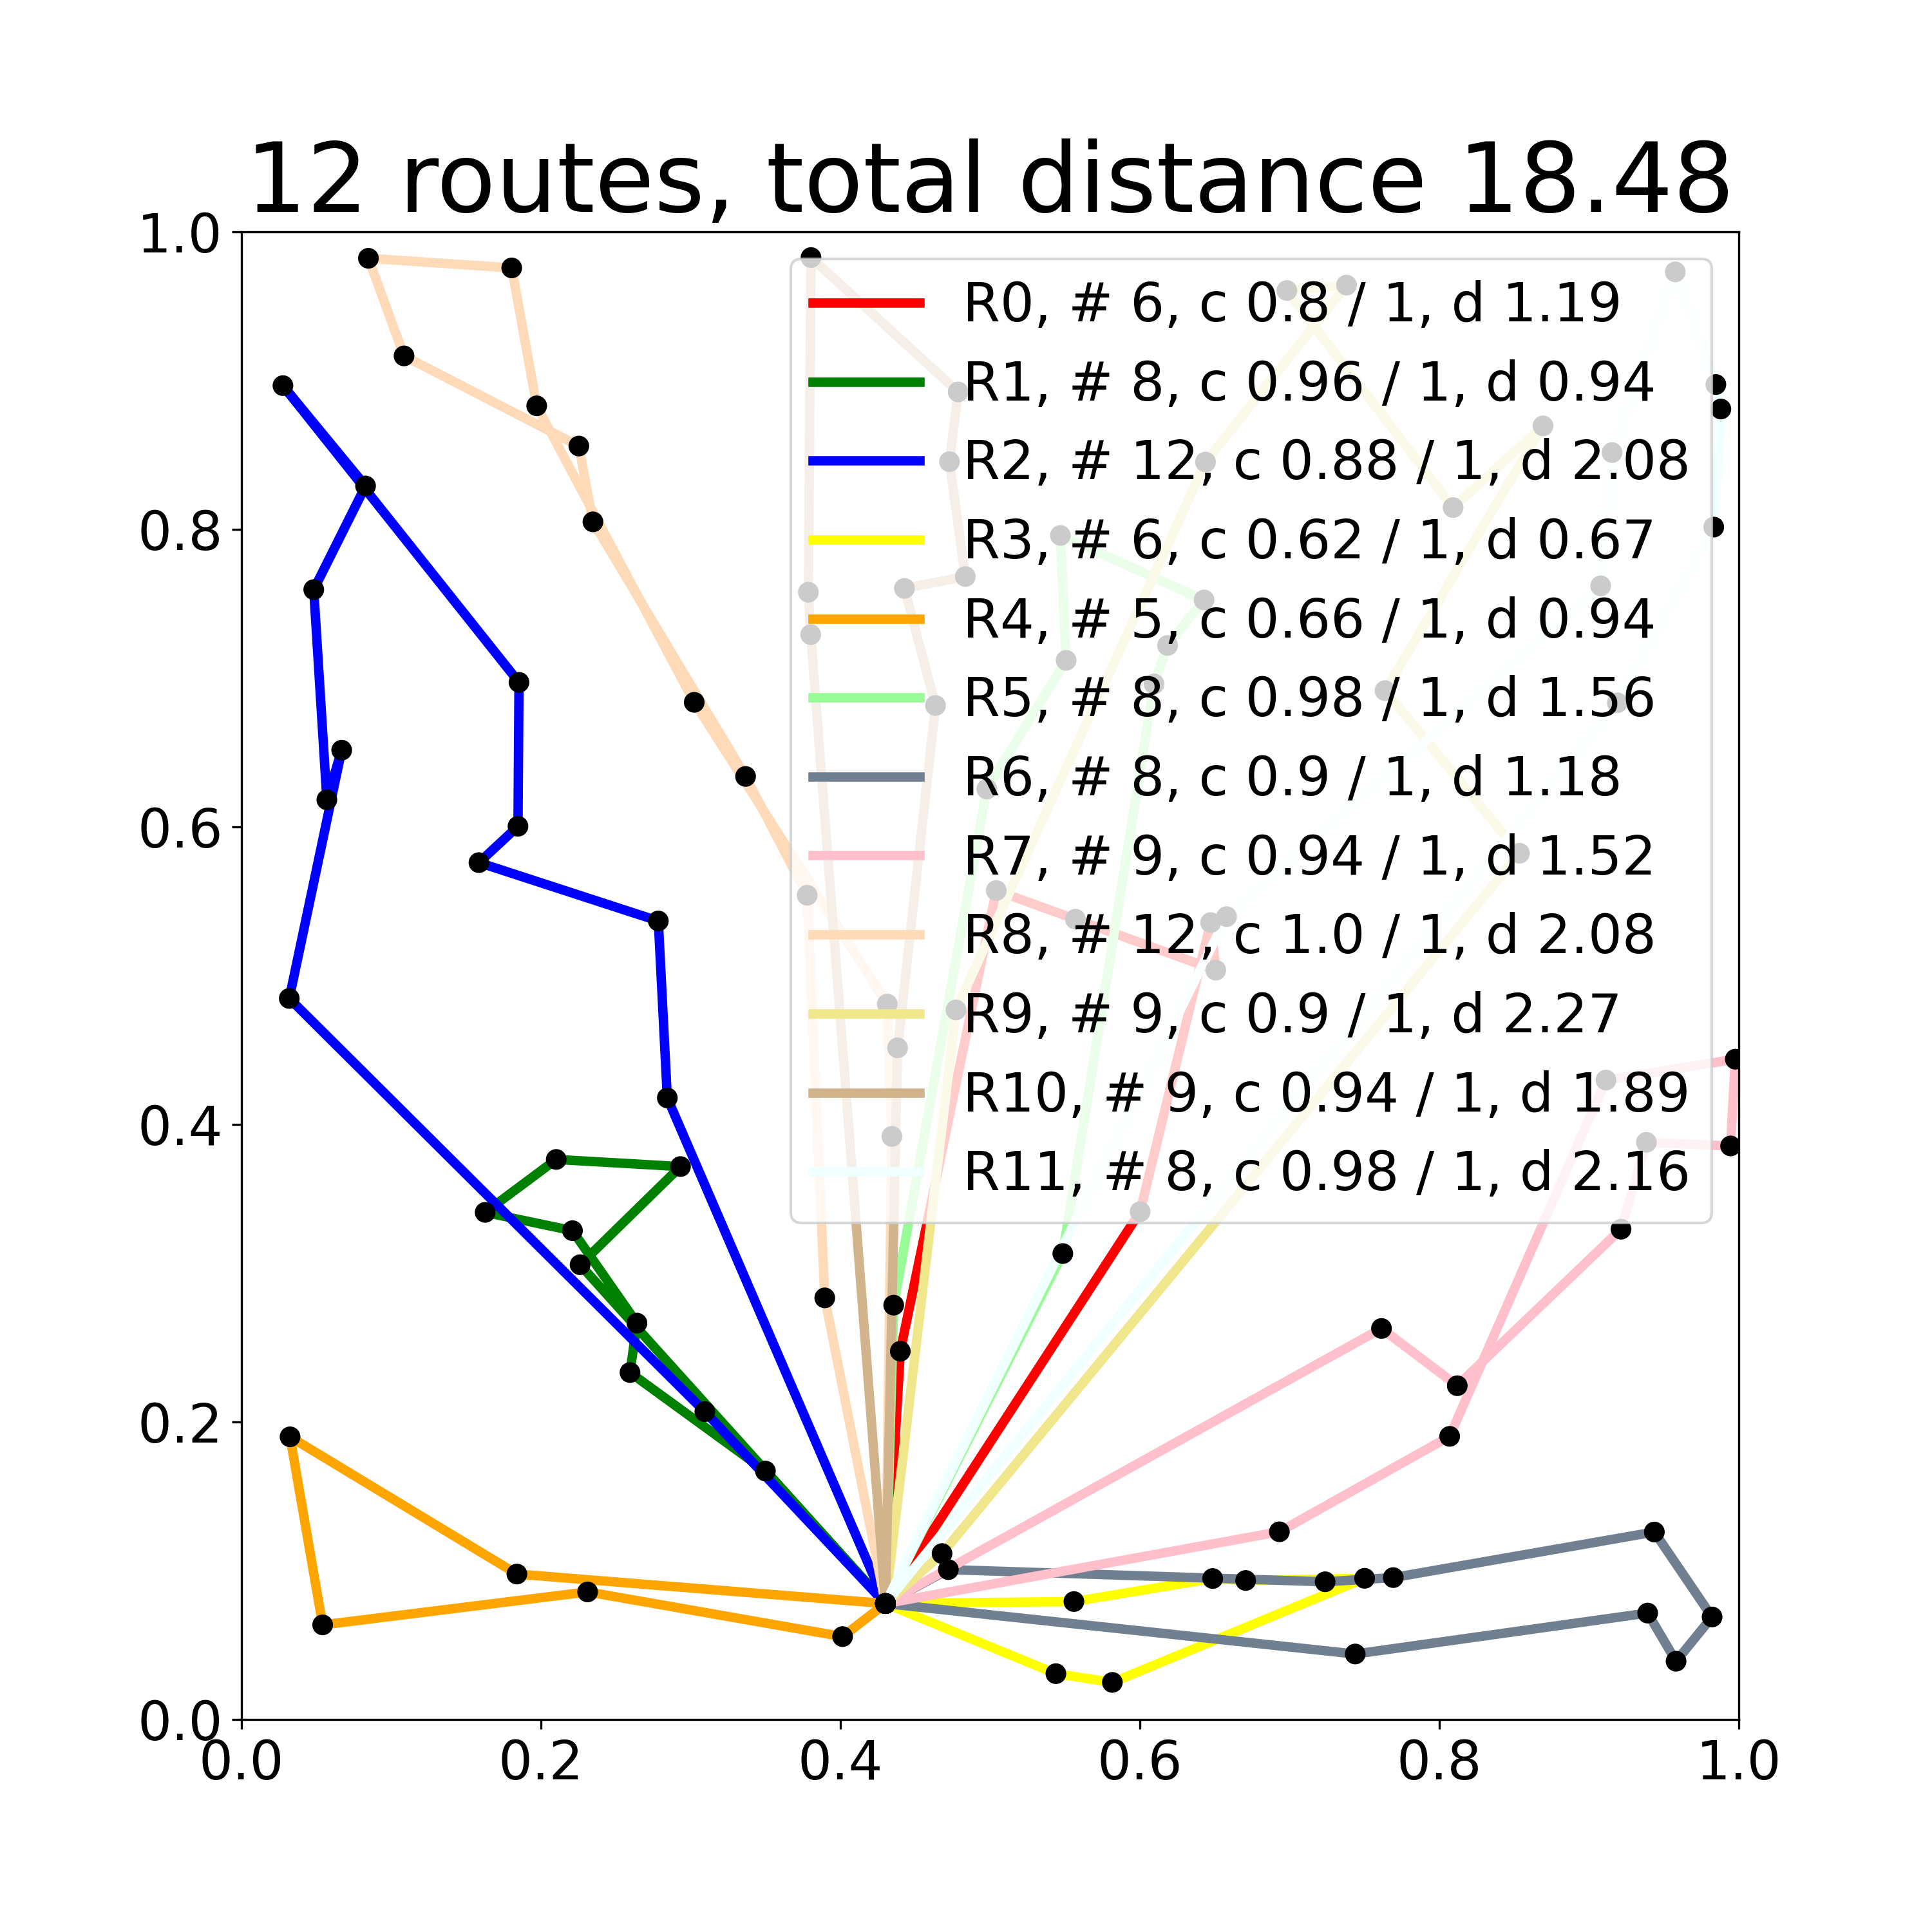 12 routes, total distance 18.48
1.0
0.8
0.6
0.4
0.2
0.0
R0, # 6, c 0.8 / 1, d 1.19
R1, # 8, c 0.96 / 1, d 0.94
R2, # 12, c 0.88 / 1, d 2.08
R3, # 6, c 0.62 / 1, d 0.67
R4, # 5, c 0.66 / 1, d 0.94
R5, # 8, c 0.98 / 1, d 1.56
R6, # 8, c 0.9 / 1, d 1.18
R7, # 9, c 0.94 / 1, d 1.52
R8, # 12, c 1.0 / 1, d 2.08
R9, # 9, c 0.9 / 1, d 2.27
R10, # 9, c 0.94 / 1, d 1.89
R11, # 8, c 0.98 / 1, d 2.16
0.0 0.2 0.4 0.6 0.8 1.0